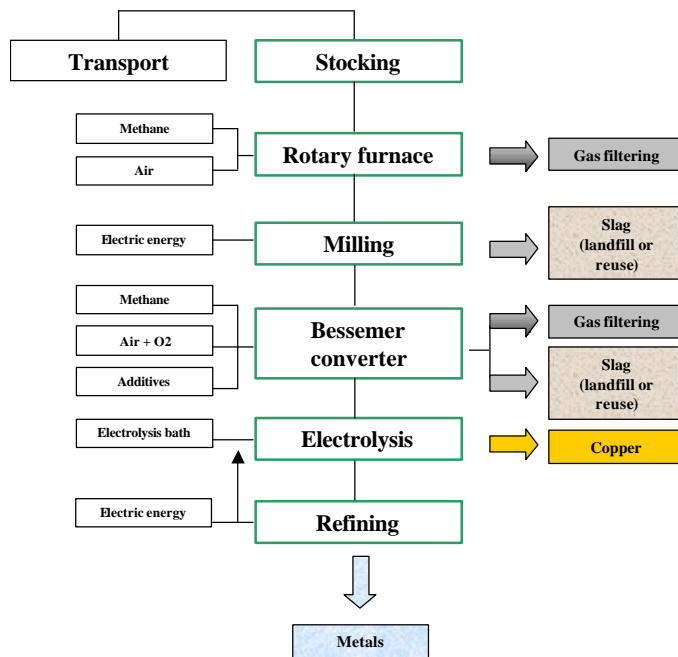 Transport
Stocking
Methane
Rotary furnace
Gas filtering
Air
Electric energy
Milling
Slag
(landfill or
reuse)
Methane
Air + O2
Additives
Bessemer
converter
Gas filtering
Slag
(landfill or
reuse)
Electrolysis bath
Electrolysis
Copper
Electric energy
Refining
Metals